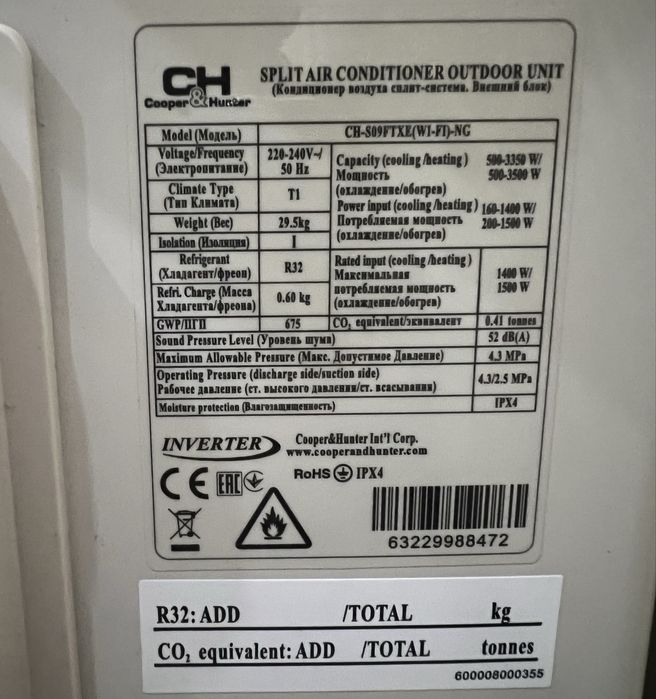 CH
Cooper&Hunter
SPLIT AIR CONDITIONER OUTDOOR UNIT
(Кондиционер воздуха сплит-система. Внешний блок)
Model (Модель) CH-S09FTXE(WI-FI)-NG
Voltage/Frequency (Электропитание) 220-240V~/ 50 Hz
Climate Type (Тип Климата) T1
Weight (Вес) 29.5kg
Isolation (Изоляция) I
Refrigerant (Хладагент/фреон) R32
Refri. Charge (Масса Хладагента/фреона) 0.60 kg
Capacity (cooling /heating) 500-3350 W/
Мощность 500-3500 W
(охлаждение/обогрев)
Power input (cooling /heating) 160-1400 W/
Потребляемая мощность 200-1500 W
(охлаждение/обогрев)
Rated input (cooling /heating)
Максимальная 1400 W/
потребляемая мощность 1500 W
(охлаждение/обогрев)
GWP/ПГП 675 CO₂ equivalent/эквивалент 0.41 tonnes
Sound Pressure Level (Уровень шума) 52 dB(A)
Maximum Allowable Pressure (Макс. Допустимое Давление) 4.3 MPa
Operating Pressure (discharge side/suction side) 4.3/2.5 MPa
Рабочее давление (ст. высокого давления/ст. всасывания)
Moisture protection (Влагозащищенность) IPX4
INVERTER
Cooper&Hunter Int'l Corp.
www.cooperandhunter.com
CE EAC RoHS IPX4
63229988472
R32: ADD /TOTAL kg
CO₂ equivalent: ADD /TOTAL tonnes
600008000355